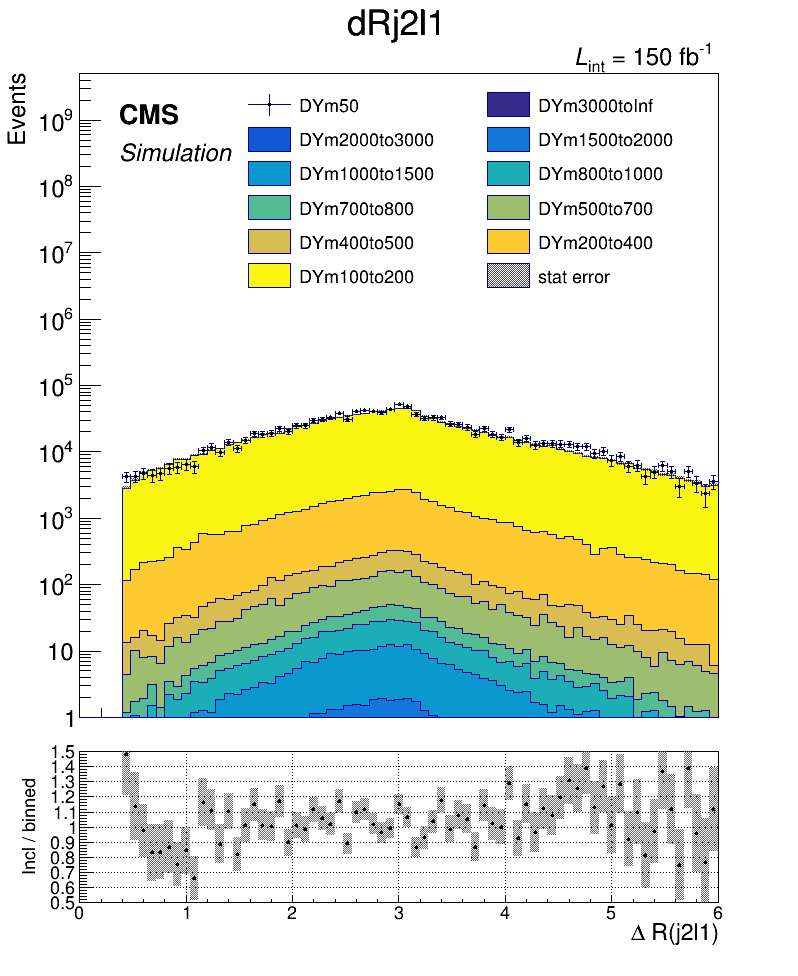 dRj2l1
L_int = 150 fb^-1
Events
CMS
Simulation
DYm50
DYm3000toInf
DYm2000to3000
DYm1500to2000
DYm1000to1500
DYm800to1000
DYm700to800
DYm500to700
DYm400to500
DYm200to400
DYm100to200
stat error
10^9
10^8
10^7
10^6
10^5
10^4
10^3
10^2
10
1
Incl / binned
1.5
1.4
1.3
1.2
1.1
1
0.9
0.8
0.7
0.6
0.5
0 1 2 3 4 5 6
Δ R(j2l1)